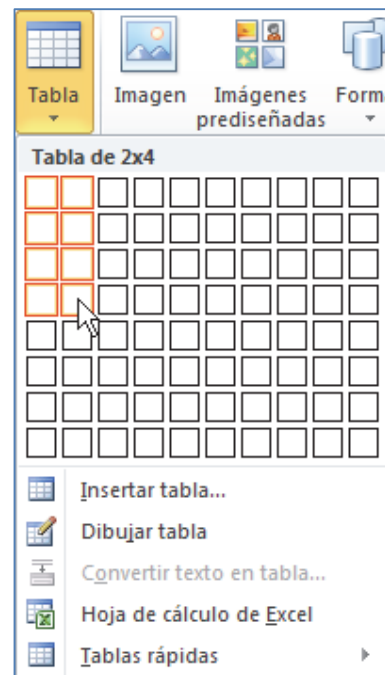 Tabla
Imagen
Imágenes
prediseñadas
Form
Tabla de 2x4
Insertar tabla...
Dibujar tabla
Convertir texto en tabla...
Hoja de cálculo de Excel
Tablas rápidas